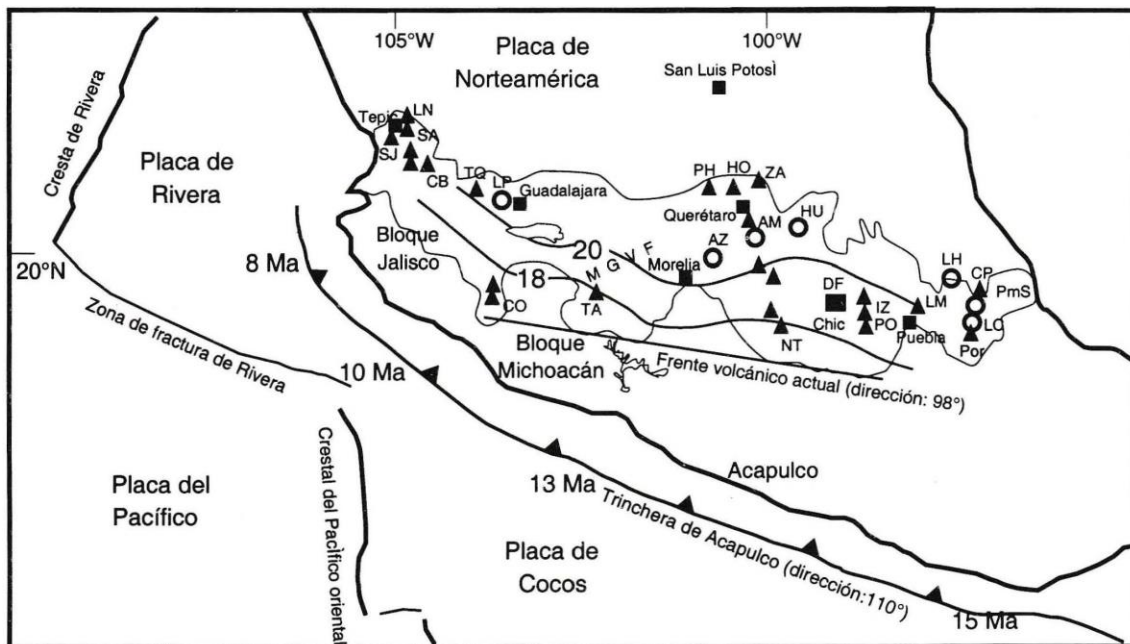 105°W
100°W
Placa de
Norteamérica
San Luis PotosÌ
Cresta de Rivera
Placa de
Rivera
Tepic
LN
SA
SJ
CB
TQ
LP
Guadalajara
PH
HO
ZA
Querétaro
AM
HU
AZ
20°N
Bloque
Jalisco
8 Ma
20
18
M G V F
Morelia
DF
Chic
IZ
PO
LM
Puebla
LH
CP
PmS
LC
Por
CO
TA
NT
Bloque
Michoacán
Frente volcánico actual (dirección: 98°)
Zona de fractura de Rivera
10 Ma
Placa del
Pacífico
Crestal del PacÌfico oriental
13 Ma
Acapulco
Trinchera de Acapulco (dirección:110°)
Placa de
Cocos
15 Ma